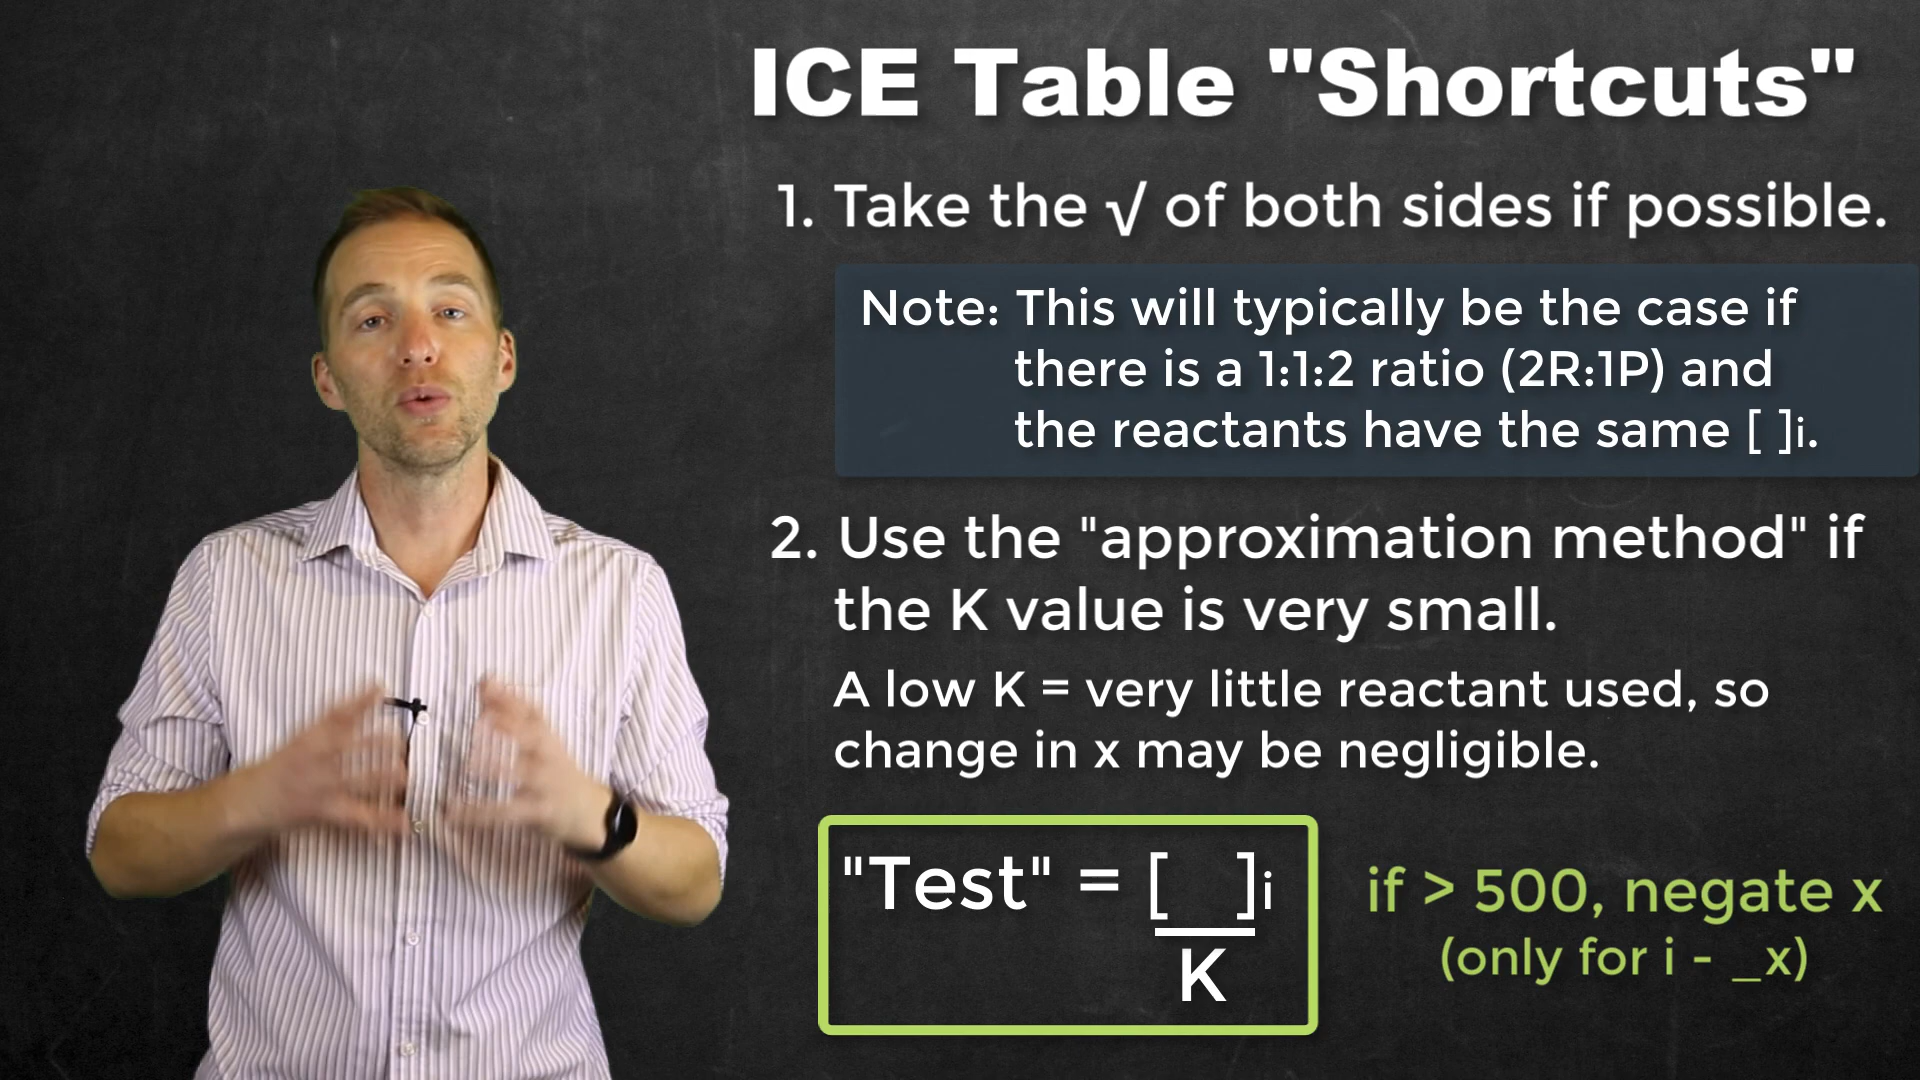 ICE Table "Shortcuts"
1. Take the √ of both sides if possible.
Note: This will typically be the case if
there is a 1:1:2 ratio (2R:1P) and
the reactants have the same [ ]i.
2. Use the "approximation method" if
the K value is very small.
A low K = very little reactant used, so
change in x may be negligible.
"Test" = [ ]i
K
if > 500, negate x
(only for i - _x)